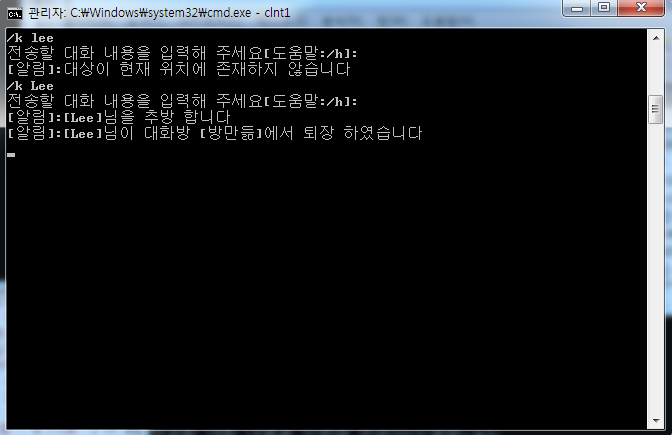 관리자: C:₩Windows₩system32₩cmd.exe - clnt1
/k lee
전송할 대화 내용을 입력해 주세요[도움말:/h]:
[알림]:대상이 현재 위치에 존재하지 않습니다
/k Lee
전송할 대화 내용을 입력해 주세요[도움말:/h]:
[알림]:[Lee]님을 추방 합니다
[알림]:[Lee]님이 대화방 [방만듦]에서 퇴장 하였습니다